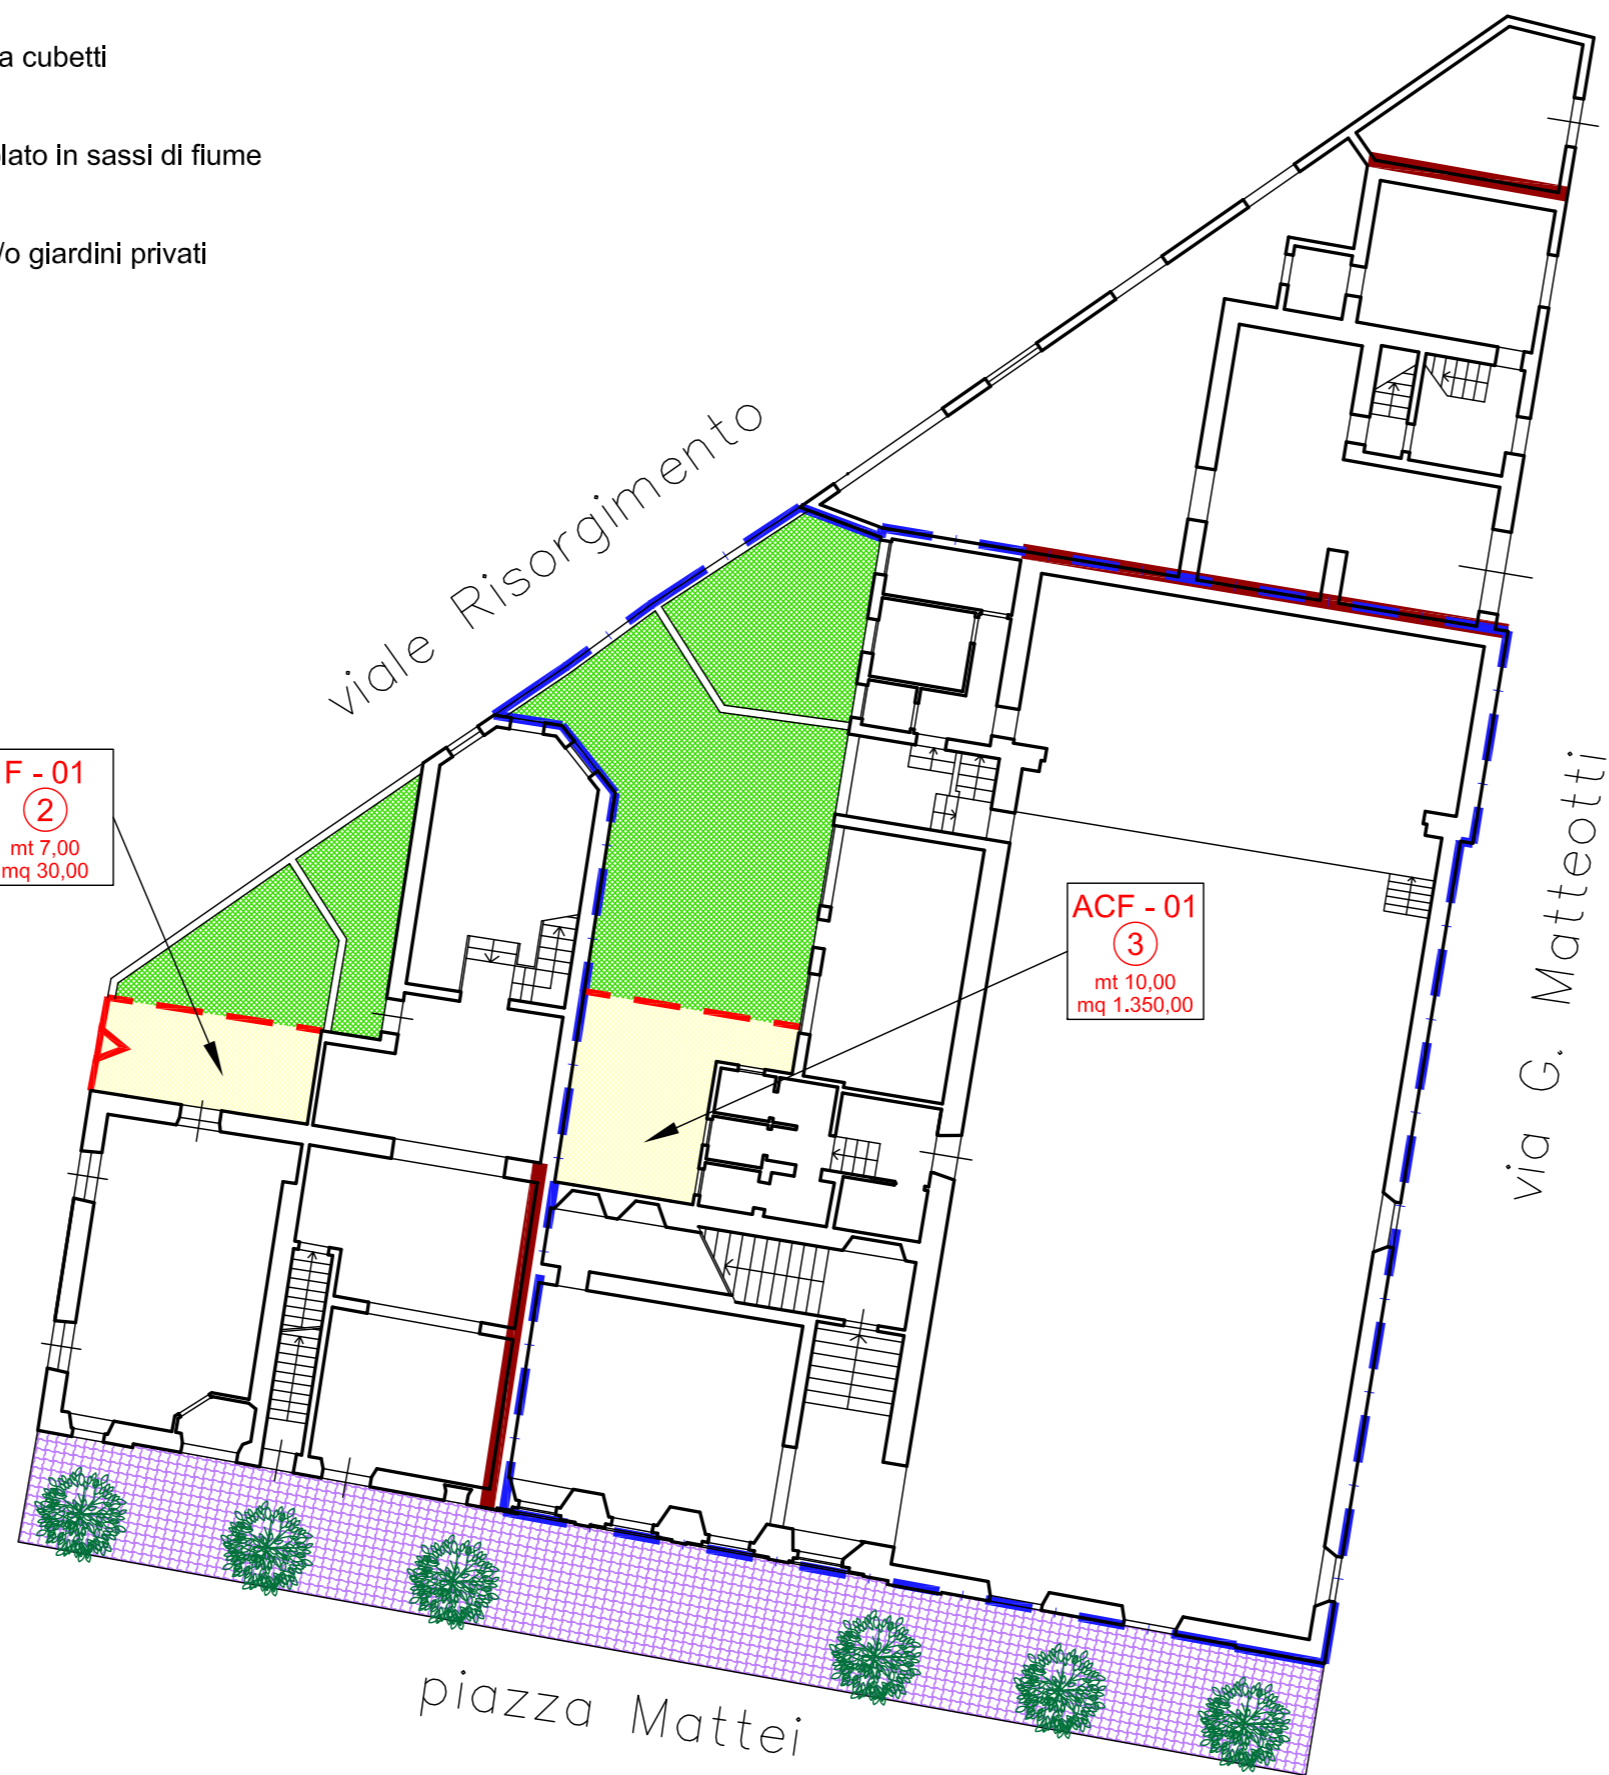 a cubetti
lato in sassi di fiume
/o giardini privati
viale Risorgimento
F - 01
2
mt 7,00
mq 30,00
ACF - 01
3
mt 10,00
mq 1.350,00
via G. Matteotti
piazza Mattei